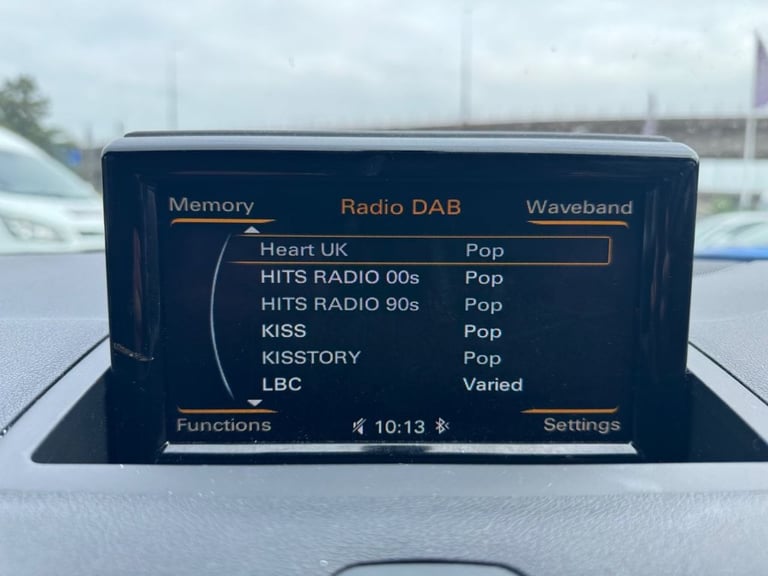 Memory Radio DAB Waveband
Heart UK Pop
HITS RADIO 00s Pop
HITS RADIO 90s Pop
KISS Pop
KISSTORY Pop
LBC Varied
Functions 10:13 Settings